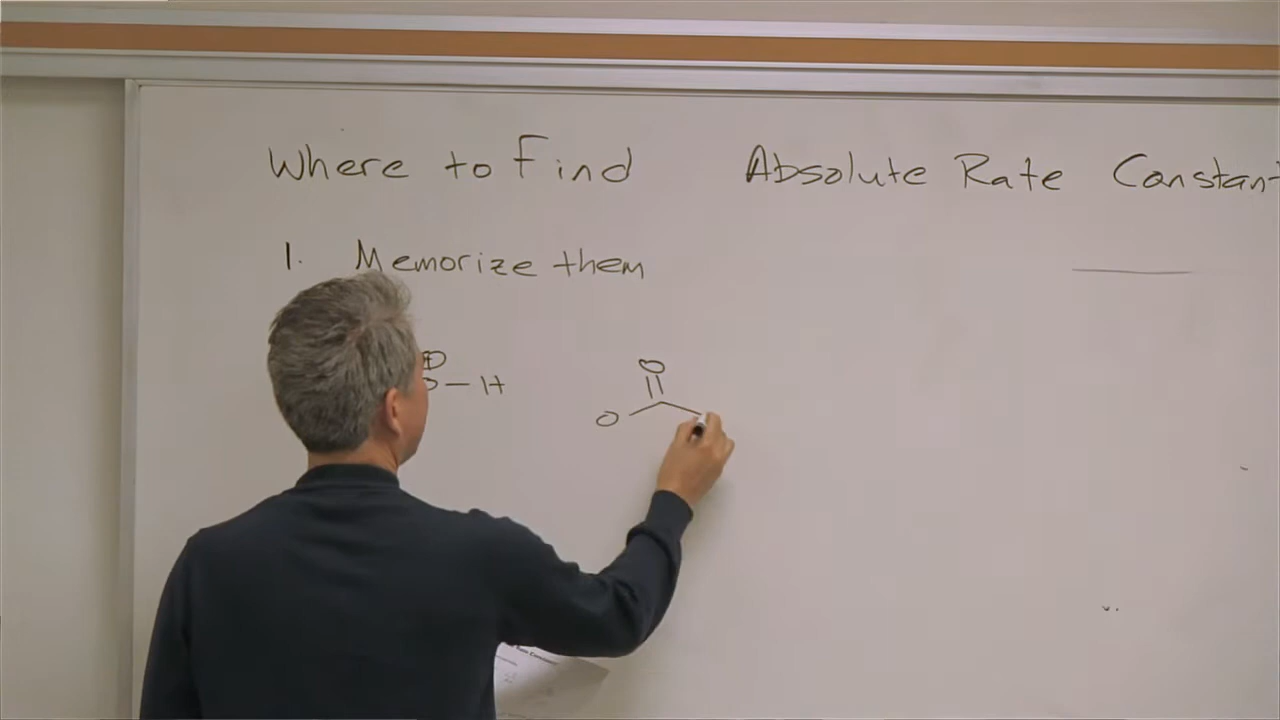 Where to Find Absolute Rate Constant
1. Memorize them
⊕
O
— H
O
O